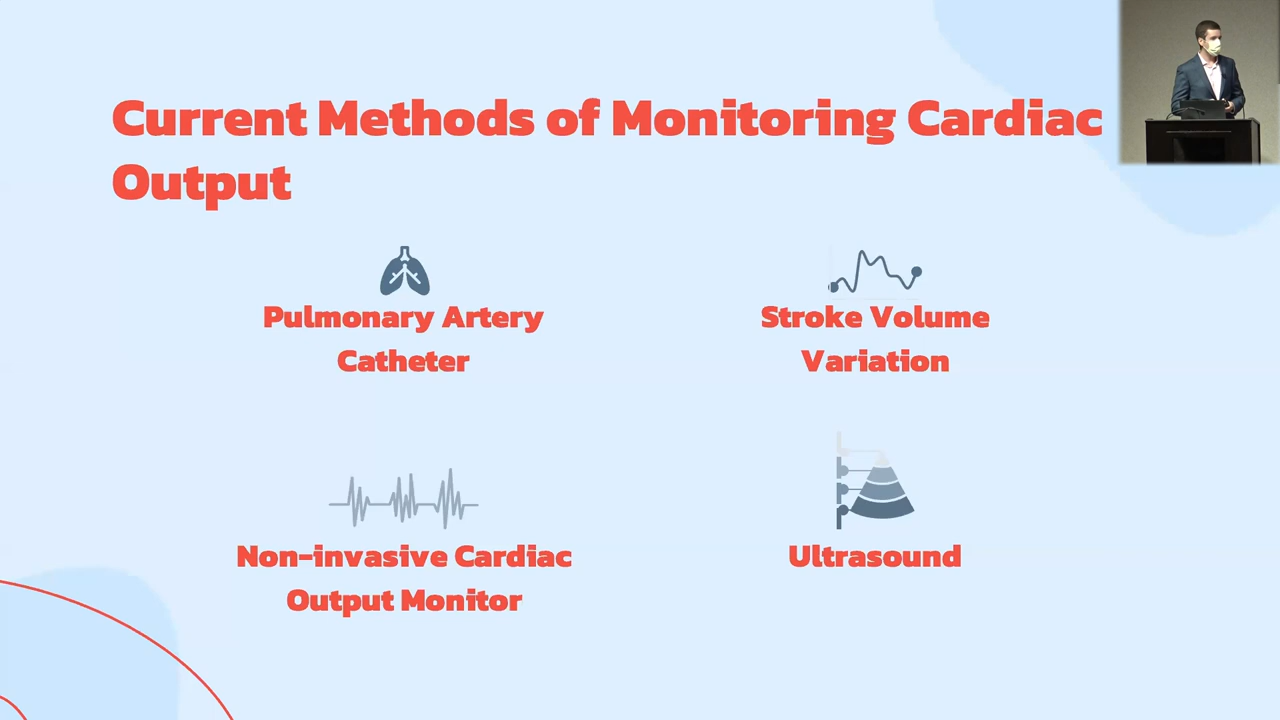 Current Methods of Monitoring Cardiac
Output
Pulmonary Artery
Catheter
Stroke Volume
Variation
Non-invasive Cardiac
Output Monitor
Ultrasound